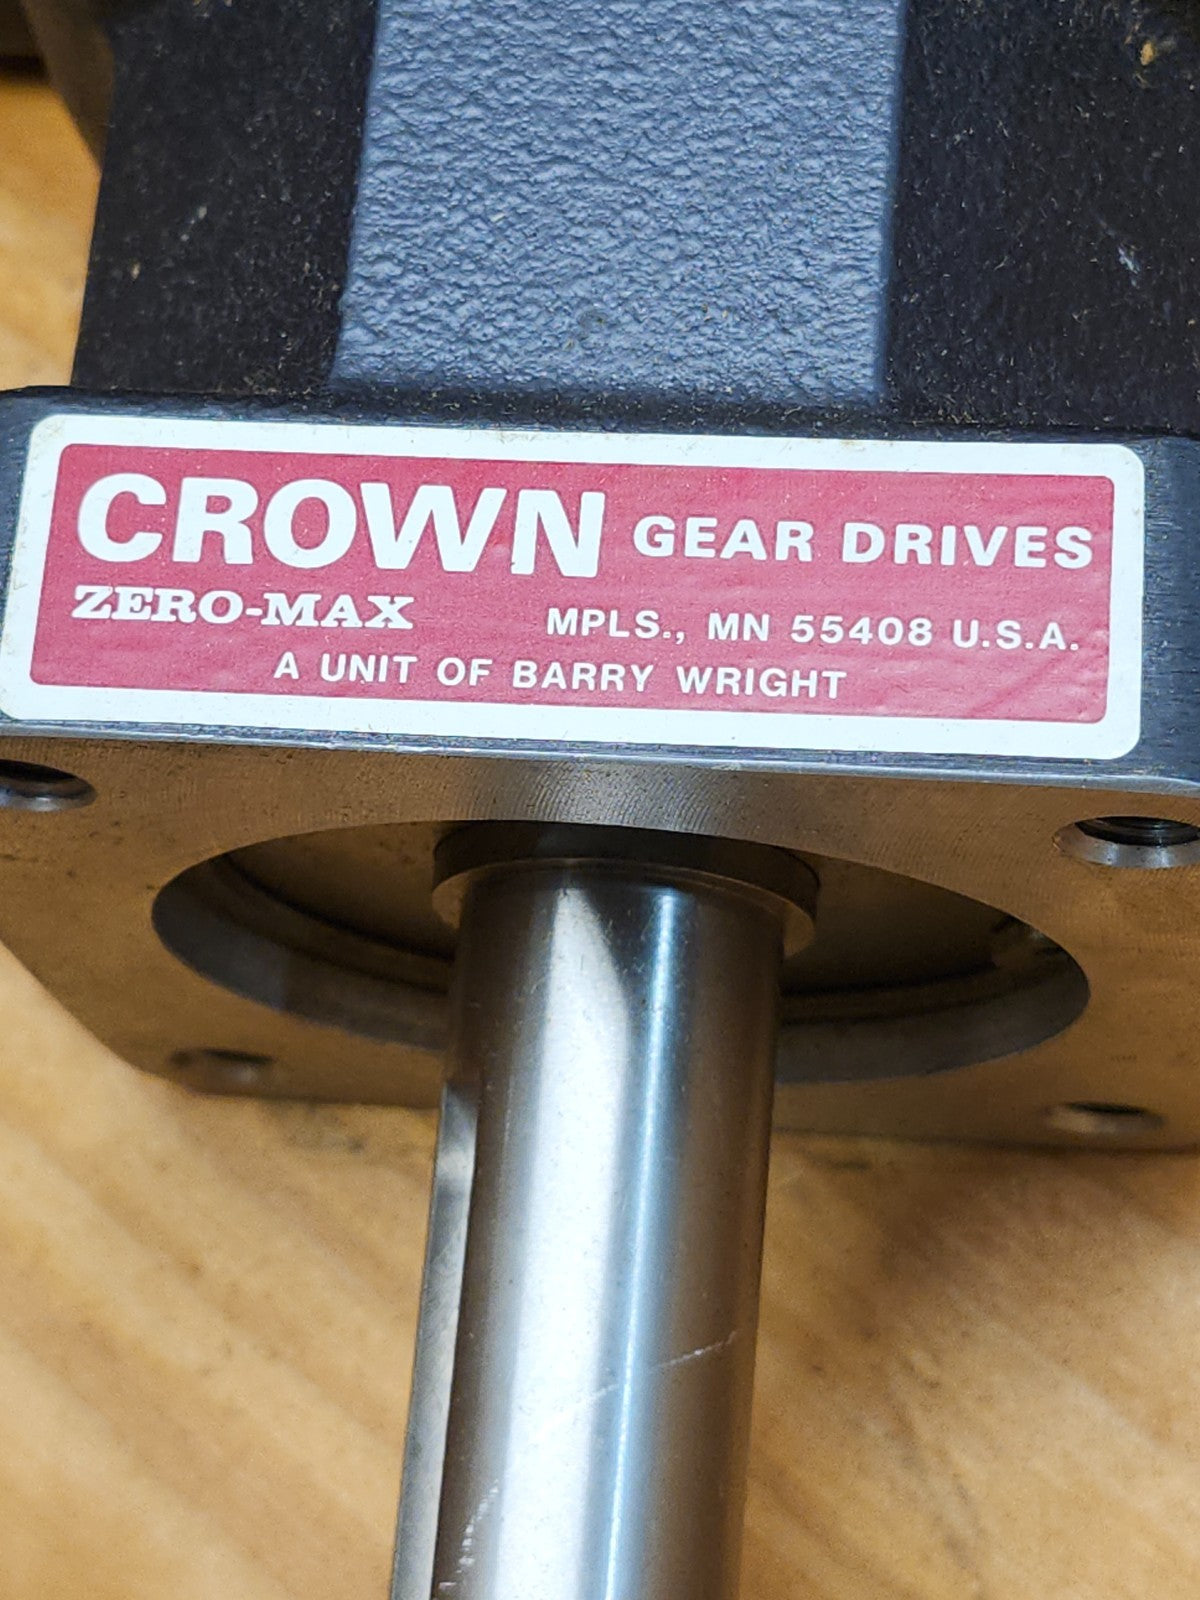 CROWN GEAR DRIVES
ZERO-MAX MPLS., MN 55408 U.S.A.
A UNIT OF BARRY WRIGHT